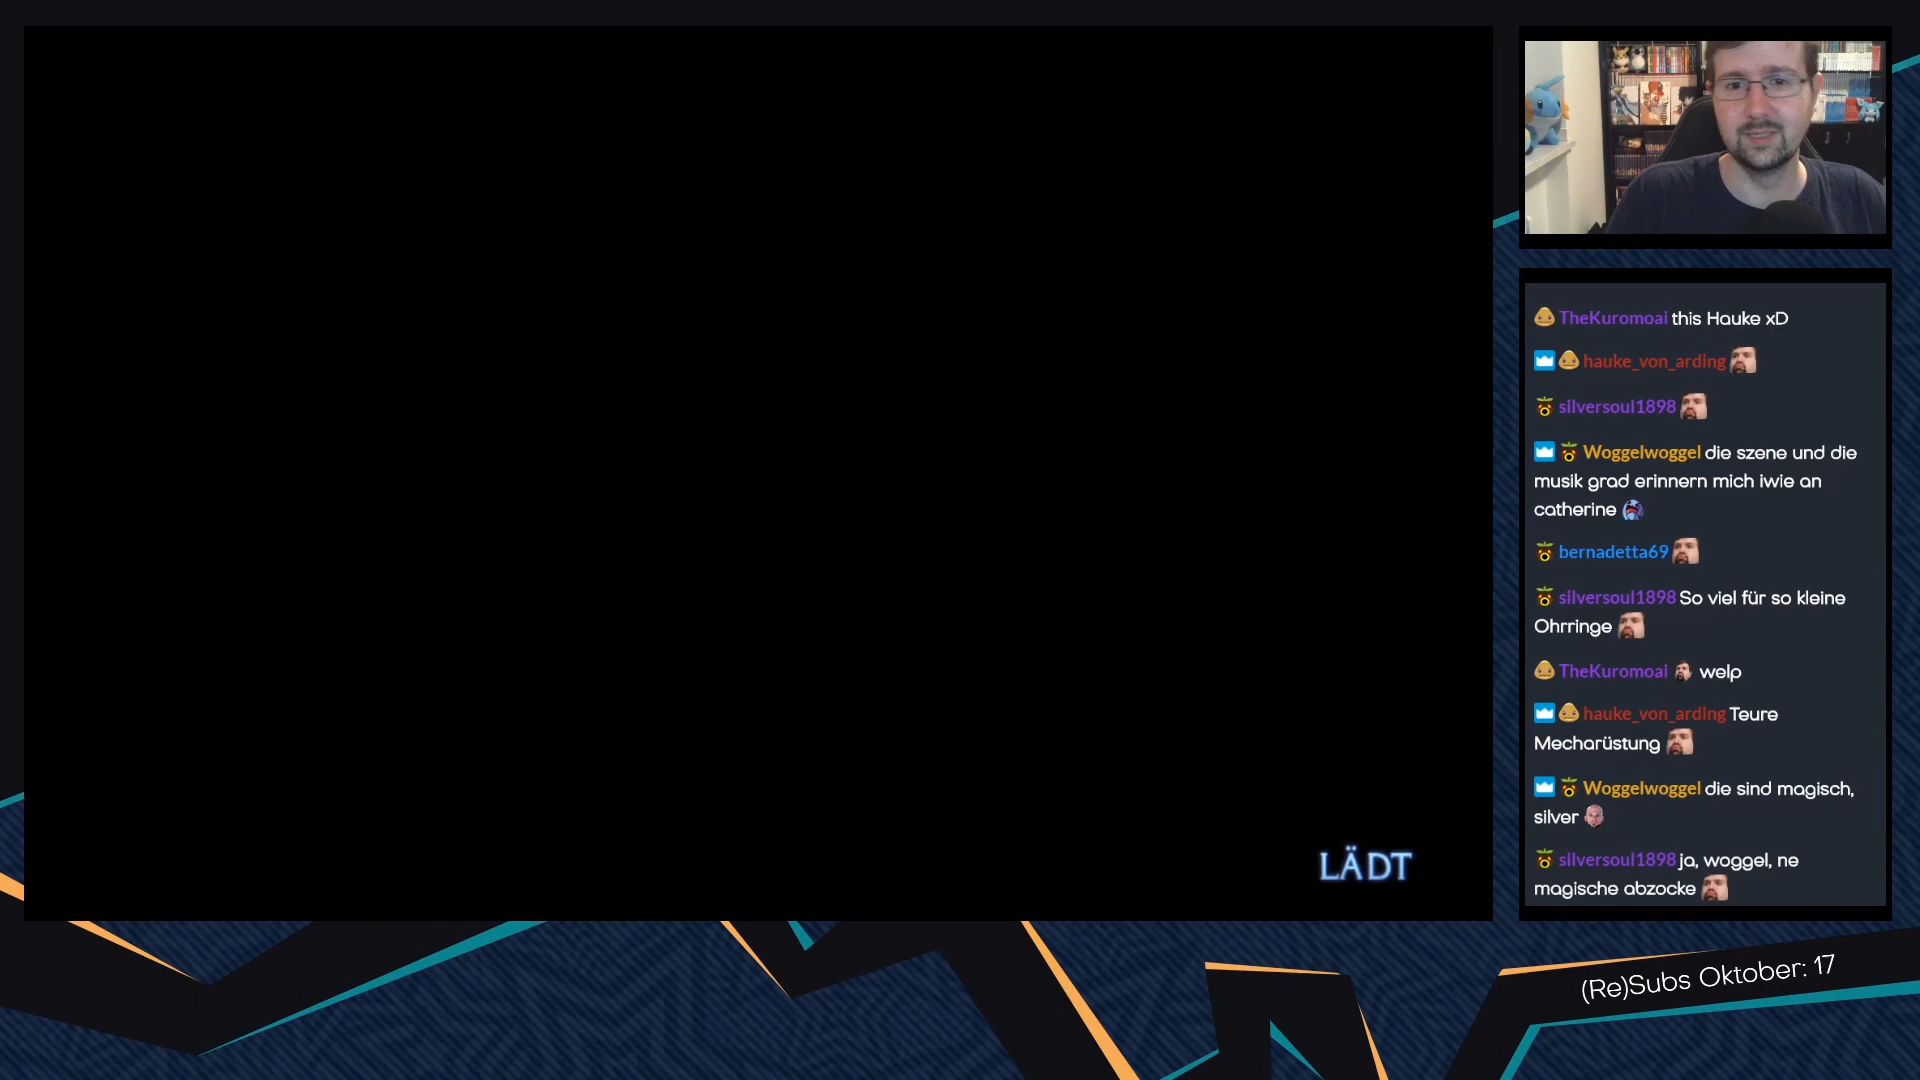 TheKuromoai this Hauke xD
hauke_von_arding
silversoul1898
Woggelwoggel die szene und die
musik grad erinnern mich iwie an
catherine
bernadetta69
silversoul1898 So viel für so kleine
Ohrringe
TheKuromoai welp
hauke_von_arding Teure
Mecharüstung
Woggelwoggel die sind magisch,
silver
silversoul1898 ja, woggel, ne
magische abzocke
LÄDT
(Re)Subs Oktober: 17